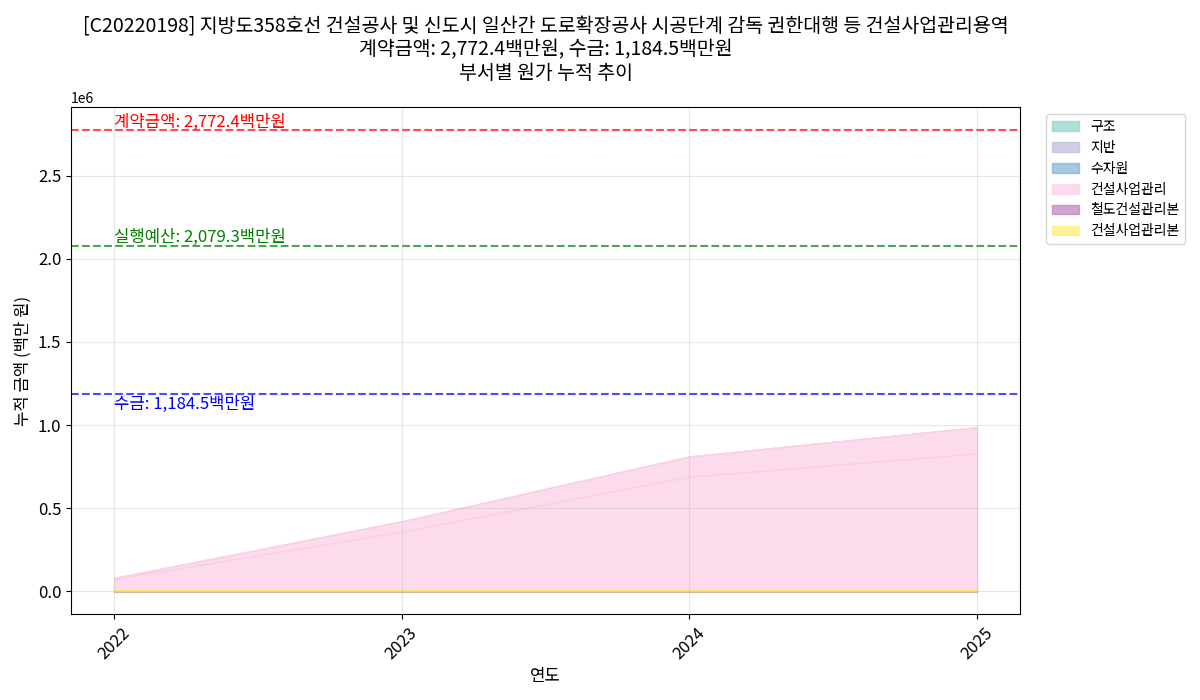 [C20220198] 지방도358호선 건설공사 및 신도시 일산간 도로확장공사 시공단계 감독 권한대행 등 건설사업관리용역
계약금액: 2,772.4백만원, 수금: 1,184.5백만원
부서별 원가 누적 추이
1e6
계약금액: 2,772.4백만원
실행예산: 2,079.3백만원
수금: 1,184.5백만원
2.5
2.0
1.5
1.0
0.5
0.0
누적 금액 (백만 원)
2022
2023
2024
2025
연도
구조
지반
수자원
건설사업관리
철도건설관리본
건설사업관리본